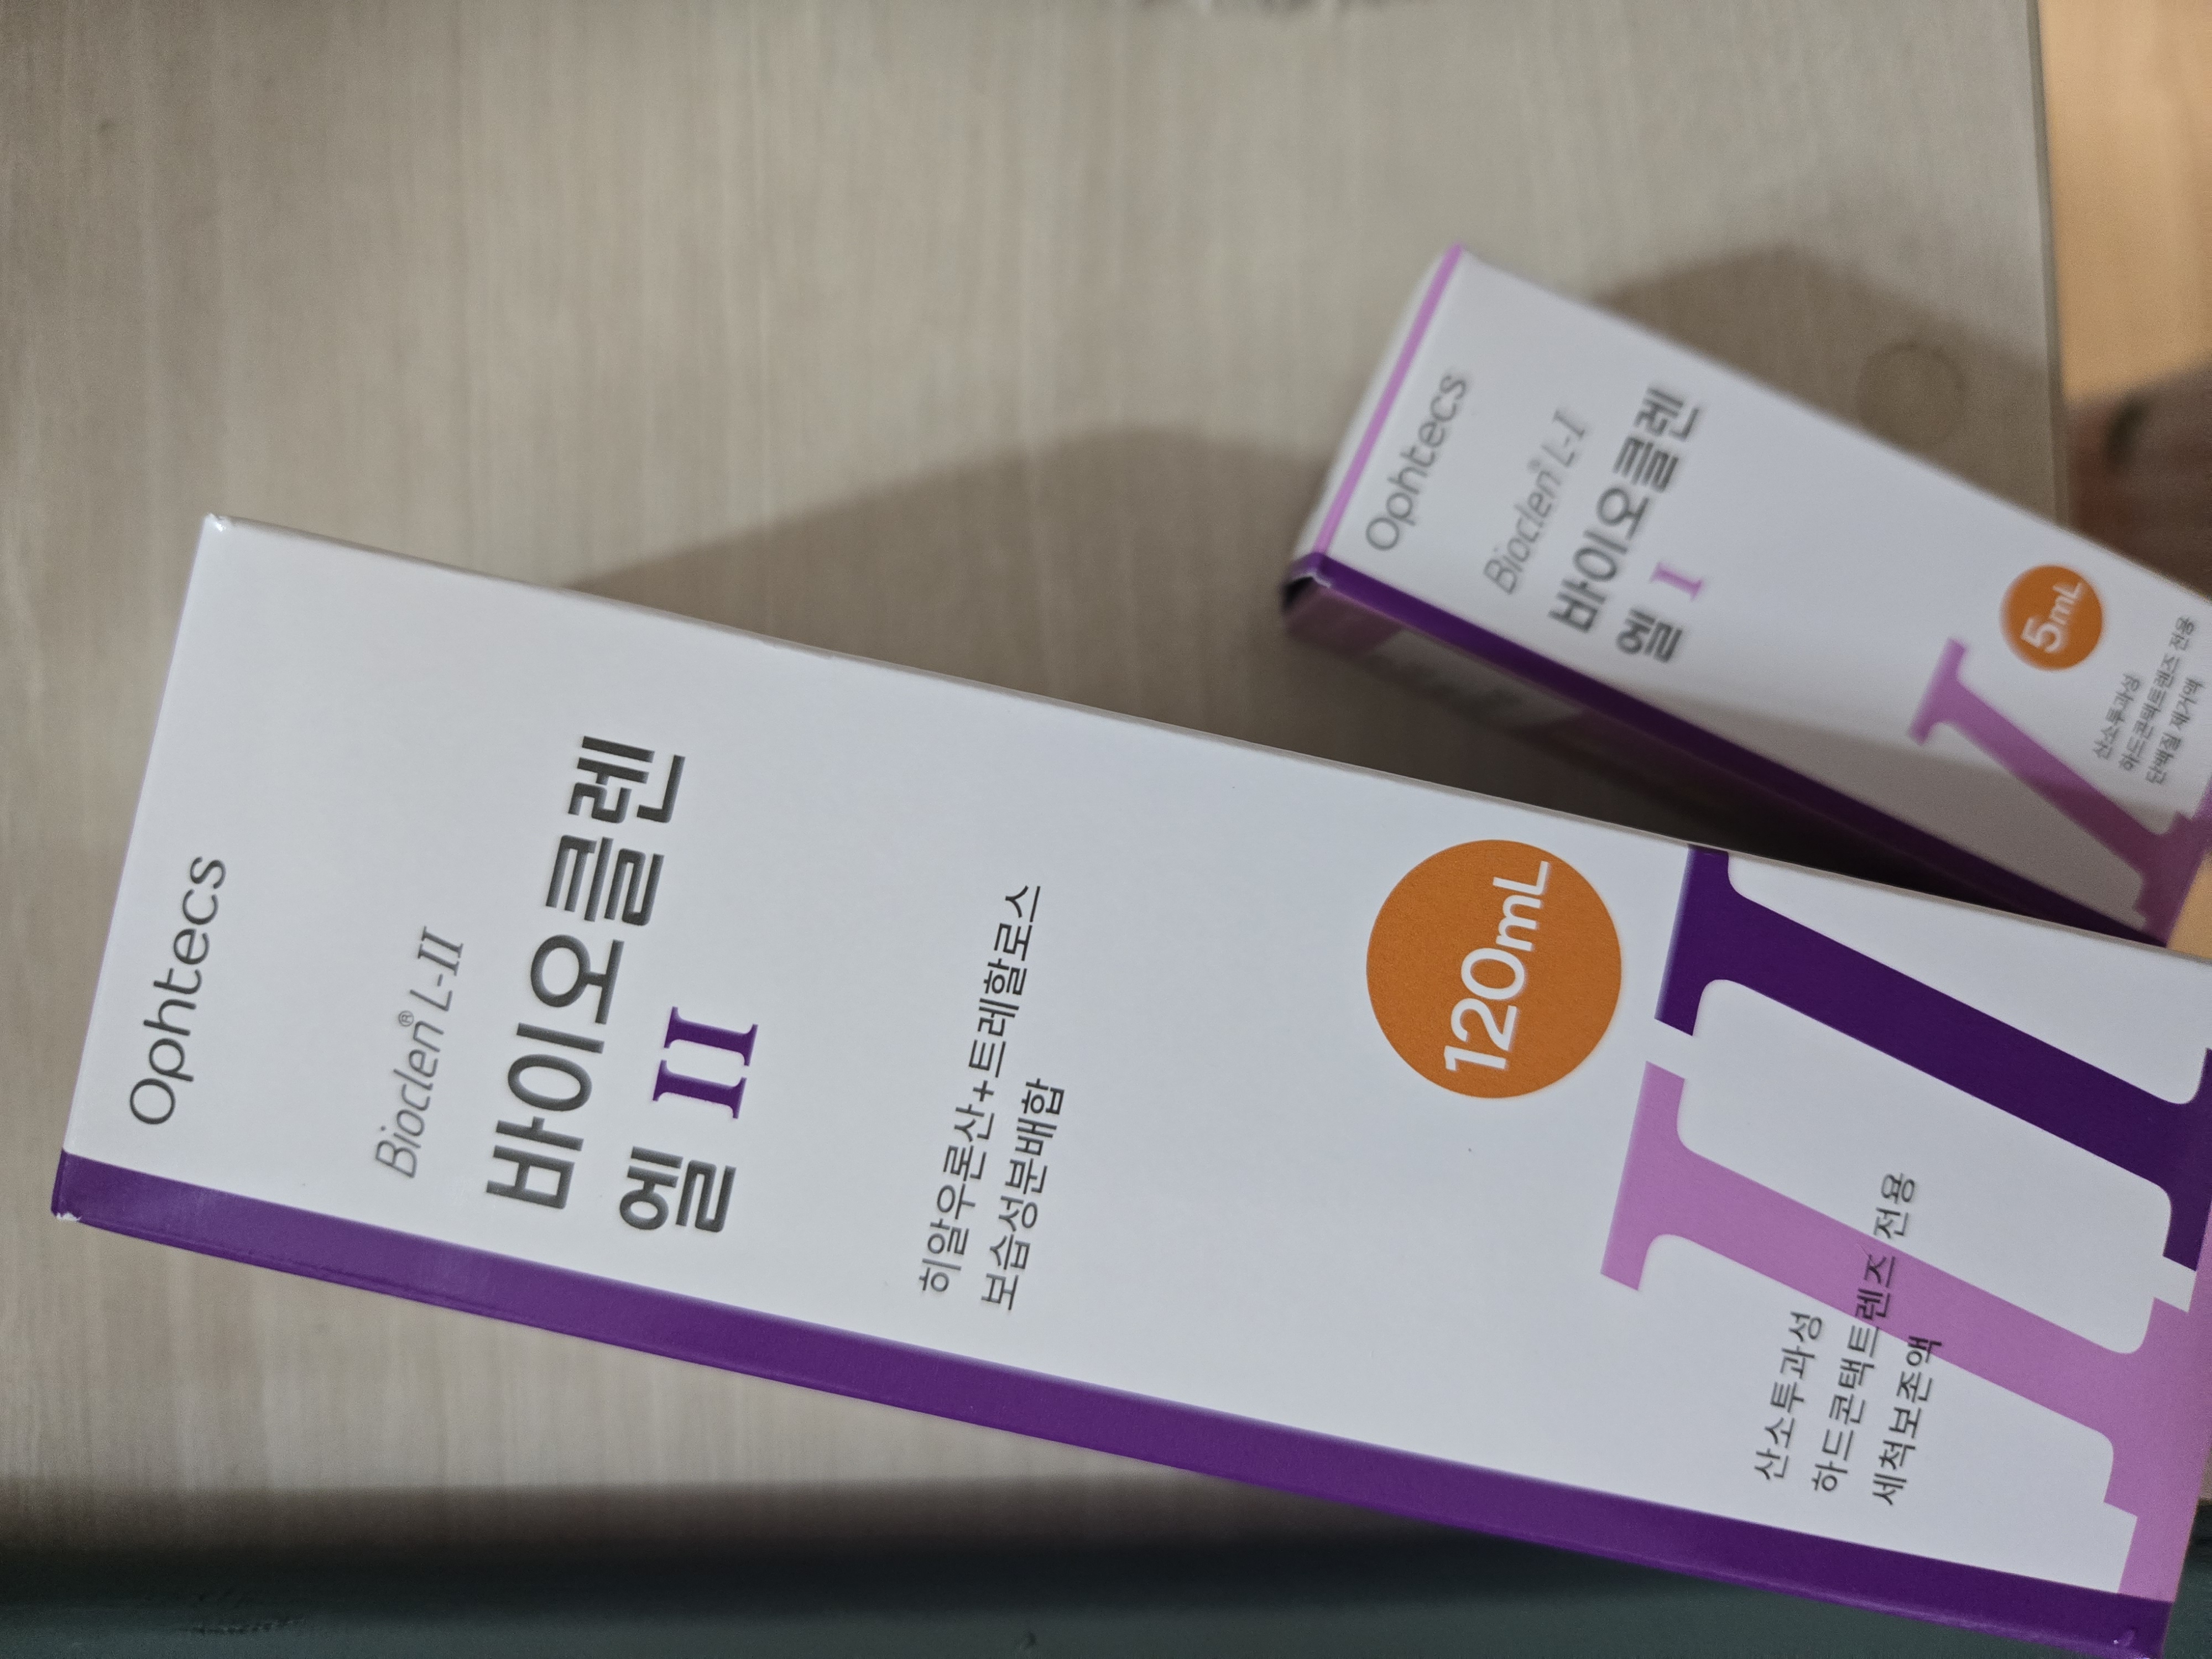 Ophtecs
Bioclen® L-II
바이오클렌
엘 II
히알우론산+트레할로스
보습성분배합
120mL
산소투과성
하드콘택트렌즈 전용
세척보존액
Ophtecs
Bioclen® L-I
바이오클렌
엘 I
5mL
산소투과성
하드콘택트렌즈 전용
단백질 제거액